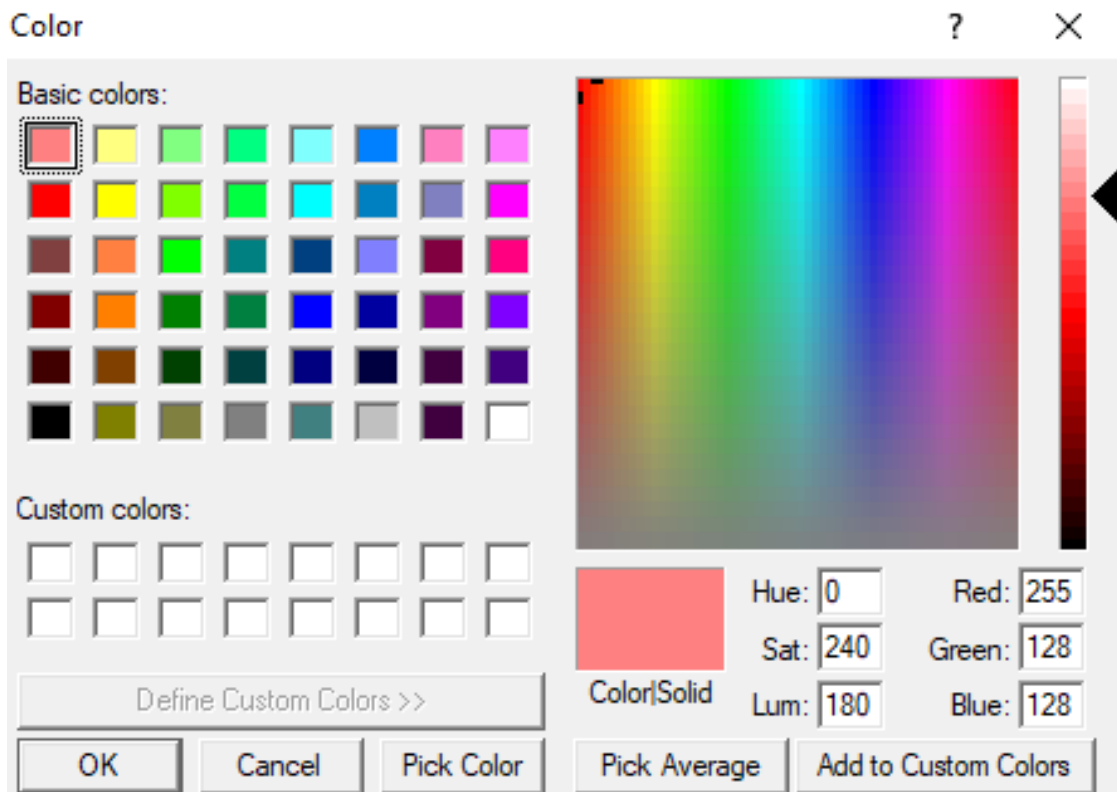 Color ?
Basic colors:
Custom colors:
Define Custom Colors >>
OK Cancel Pick Color
Color|Solid
Hue: 0 Red: 255
Sat: 240 Green: 128
Lum: 180 Blue: 128
Pick Average Add to Custom Colors